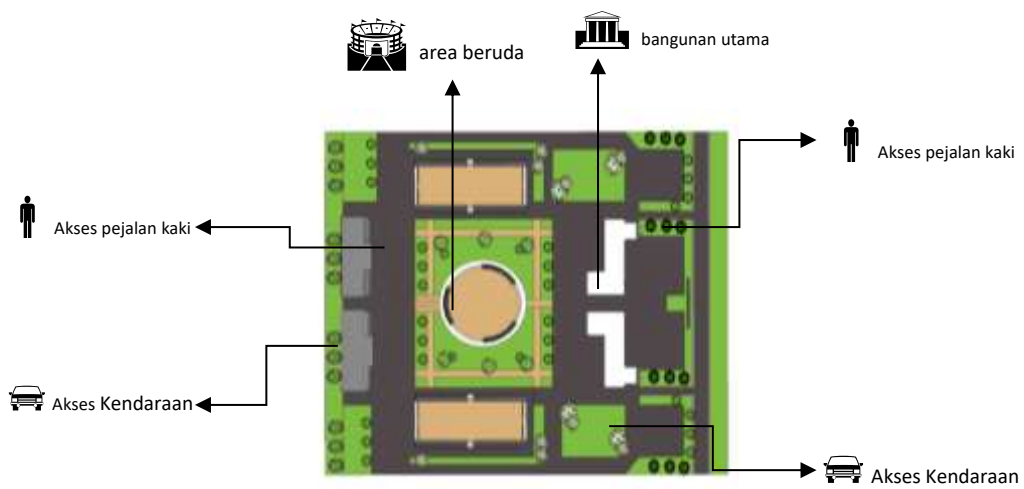 area beruda
bangunan utama
Akses pejalan kaki
Akses pejalan kaki
Akses Kendaraan
Akses Kendaraan